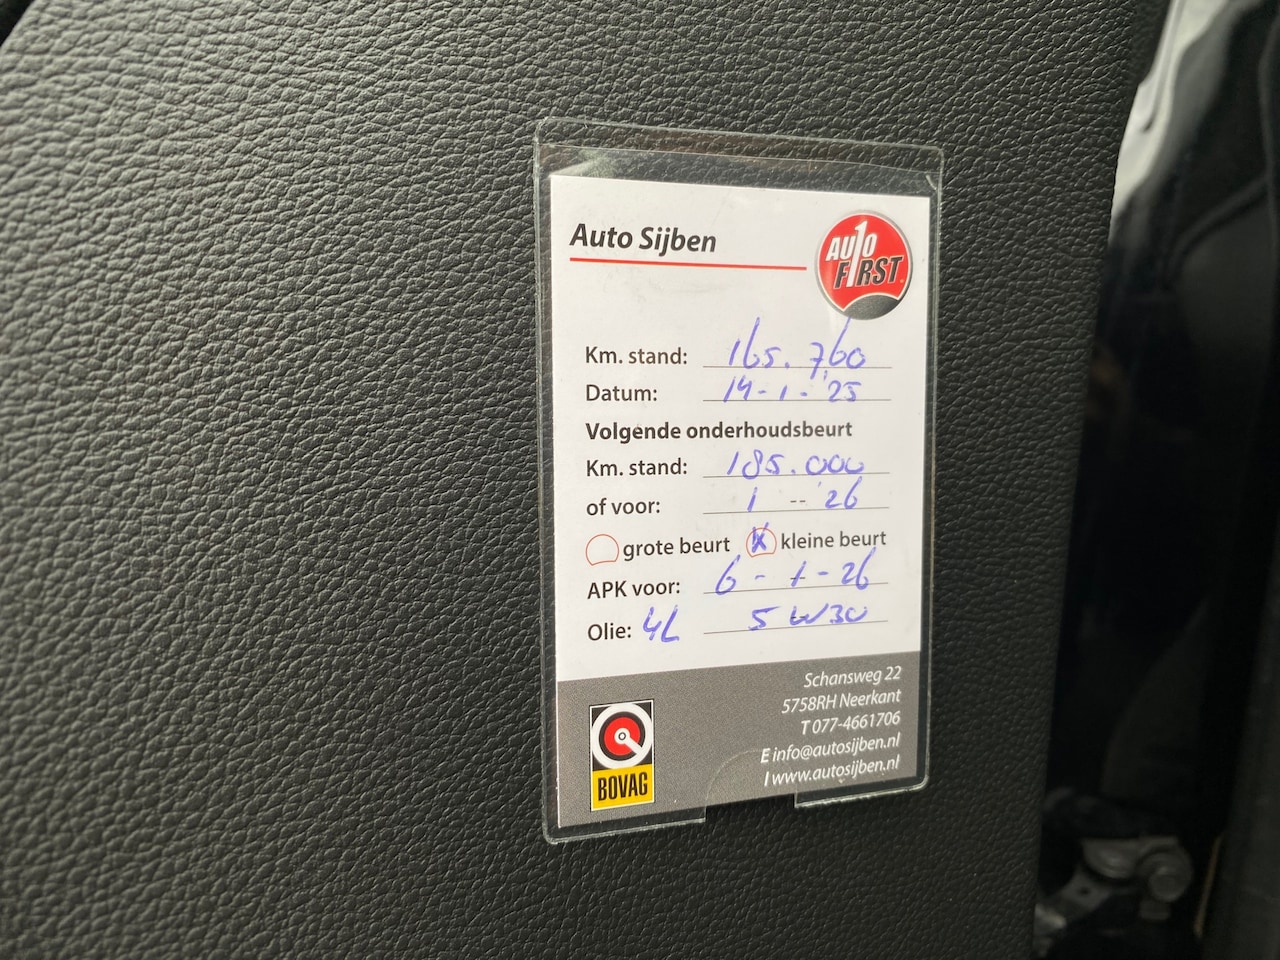 Auto Sijben
AUTO
FIRST
Km. stand: 165.760
Datum: 14-1-'25
Volgende onderhoudsbeurt
Km. stand: 185.000
of voor: 1 -- '26
grote beurt X kleine beurt
APK voor: 6-1-26
Olie: 4L 5W30
Schansweg 22
5758RH Neerkant
T 077-4661706
E info@autosijben.nl
I www.autosijben.nl
BOVAG